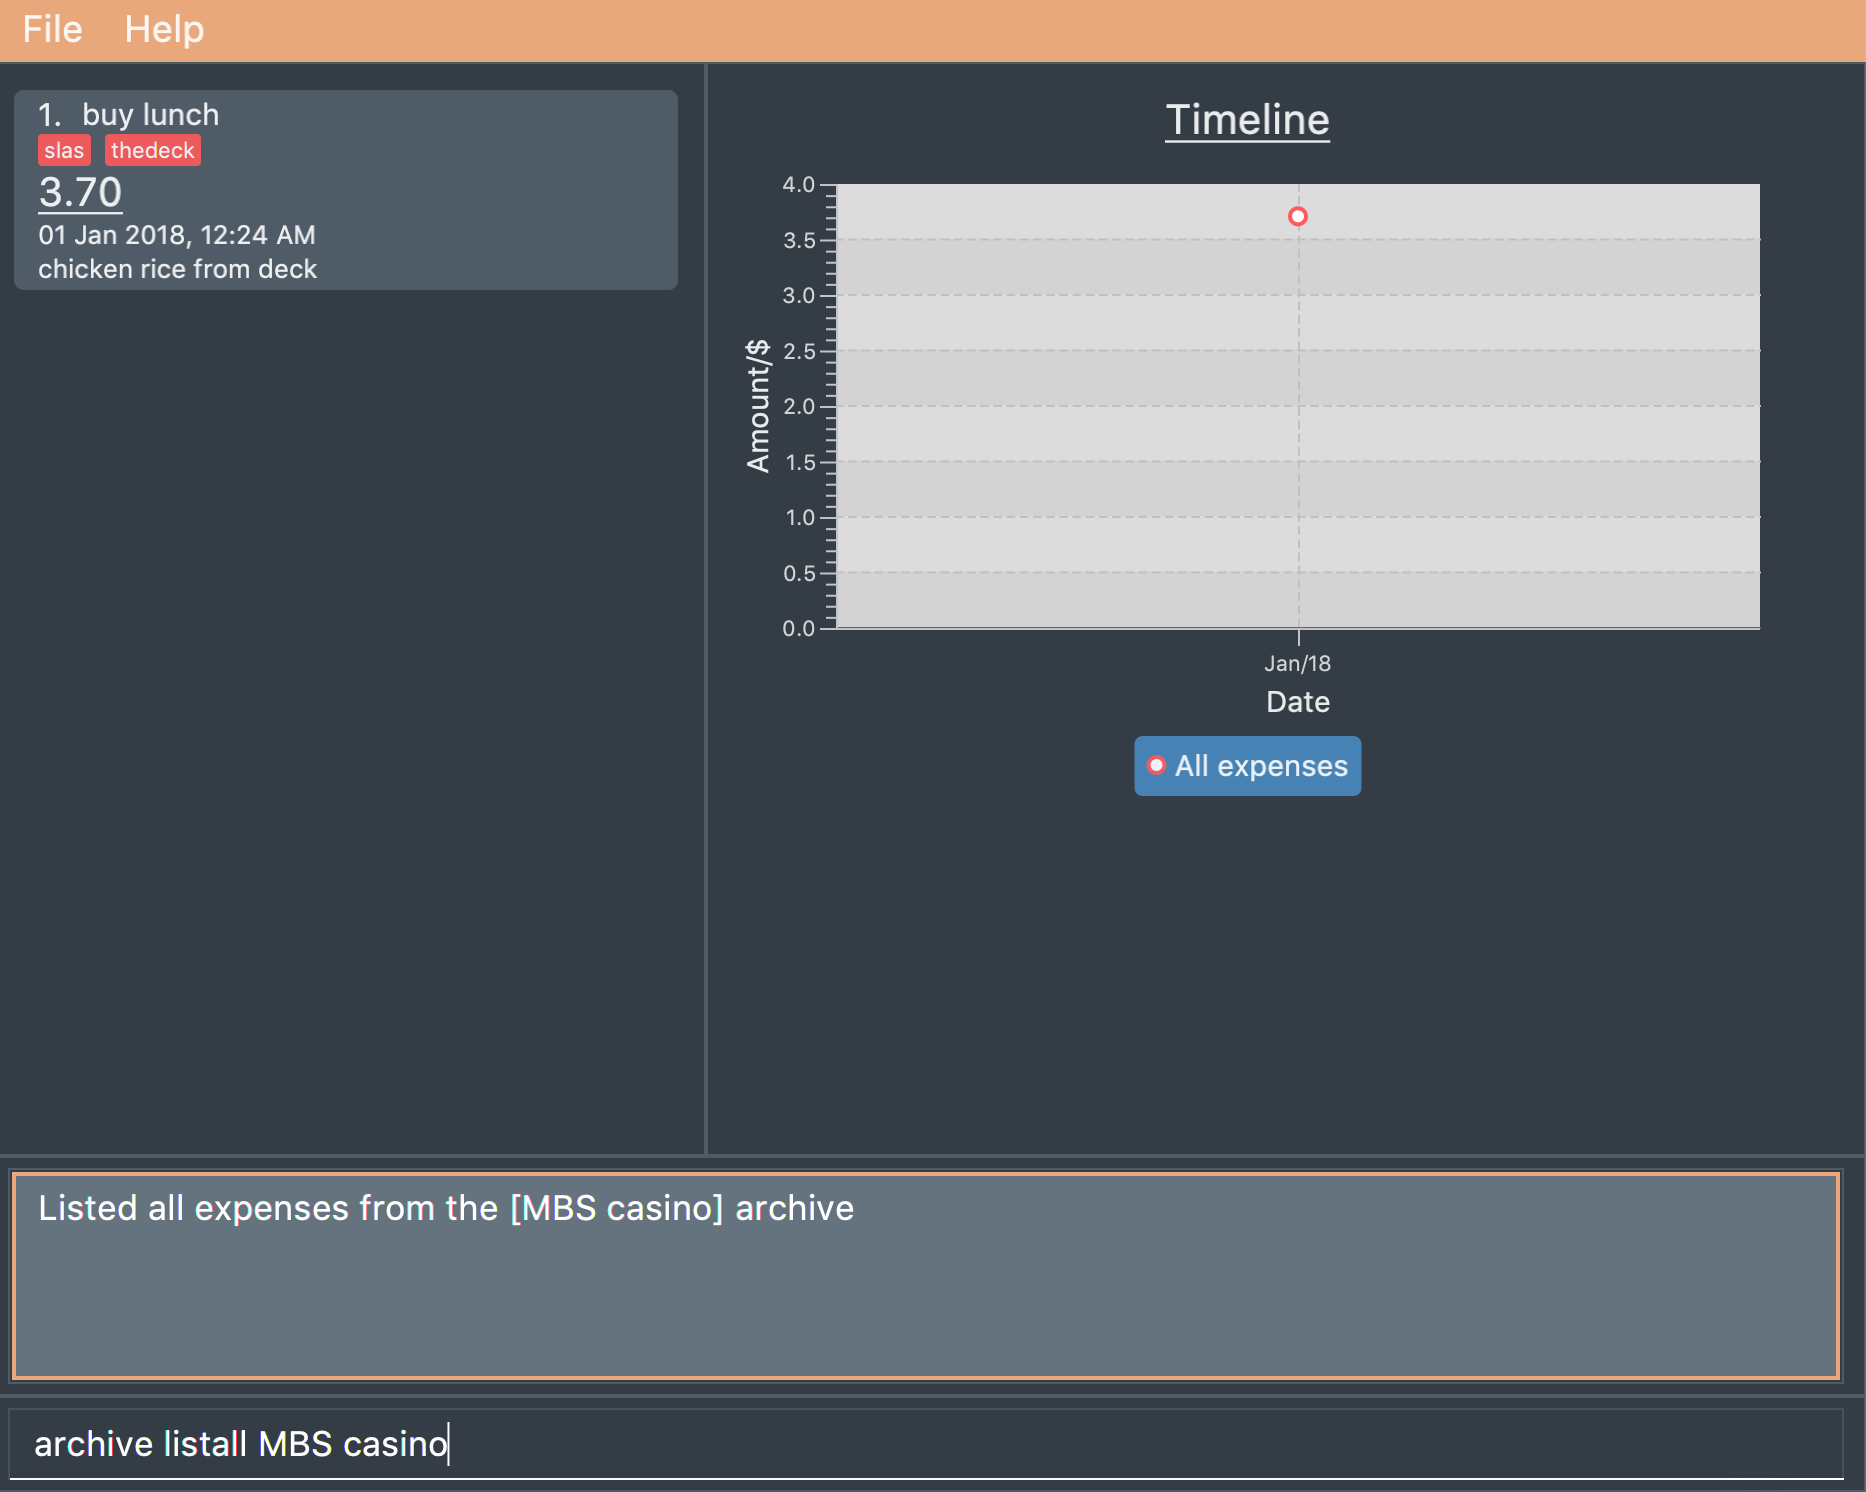 File Help
1. buy lunch
slas thedeck
3.70
01 Jan 2018, 12:24 AM
chicken rice from deck
Timeline
4.0
3.5
3.0
2.5
2.0
1.5
1.0
0.5
0.0
Amount/$
Jan/18
Date
All expenses
Listed all expenses from the [MBS casino] archive
archive listall MBS casino